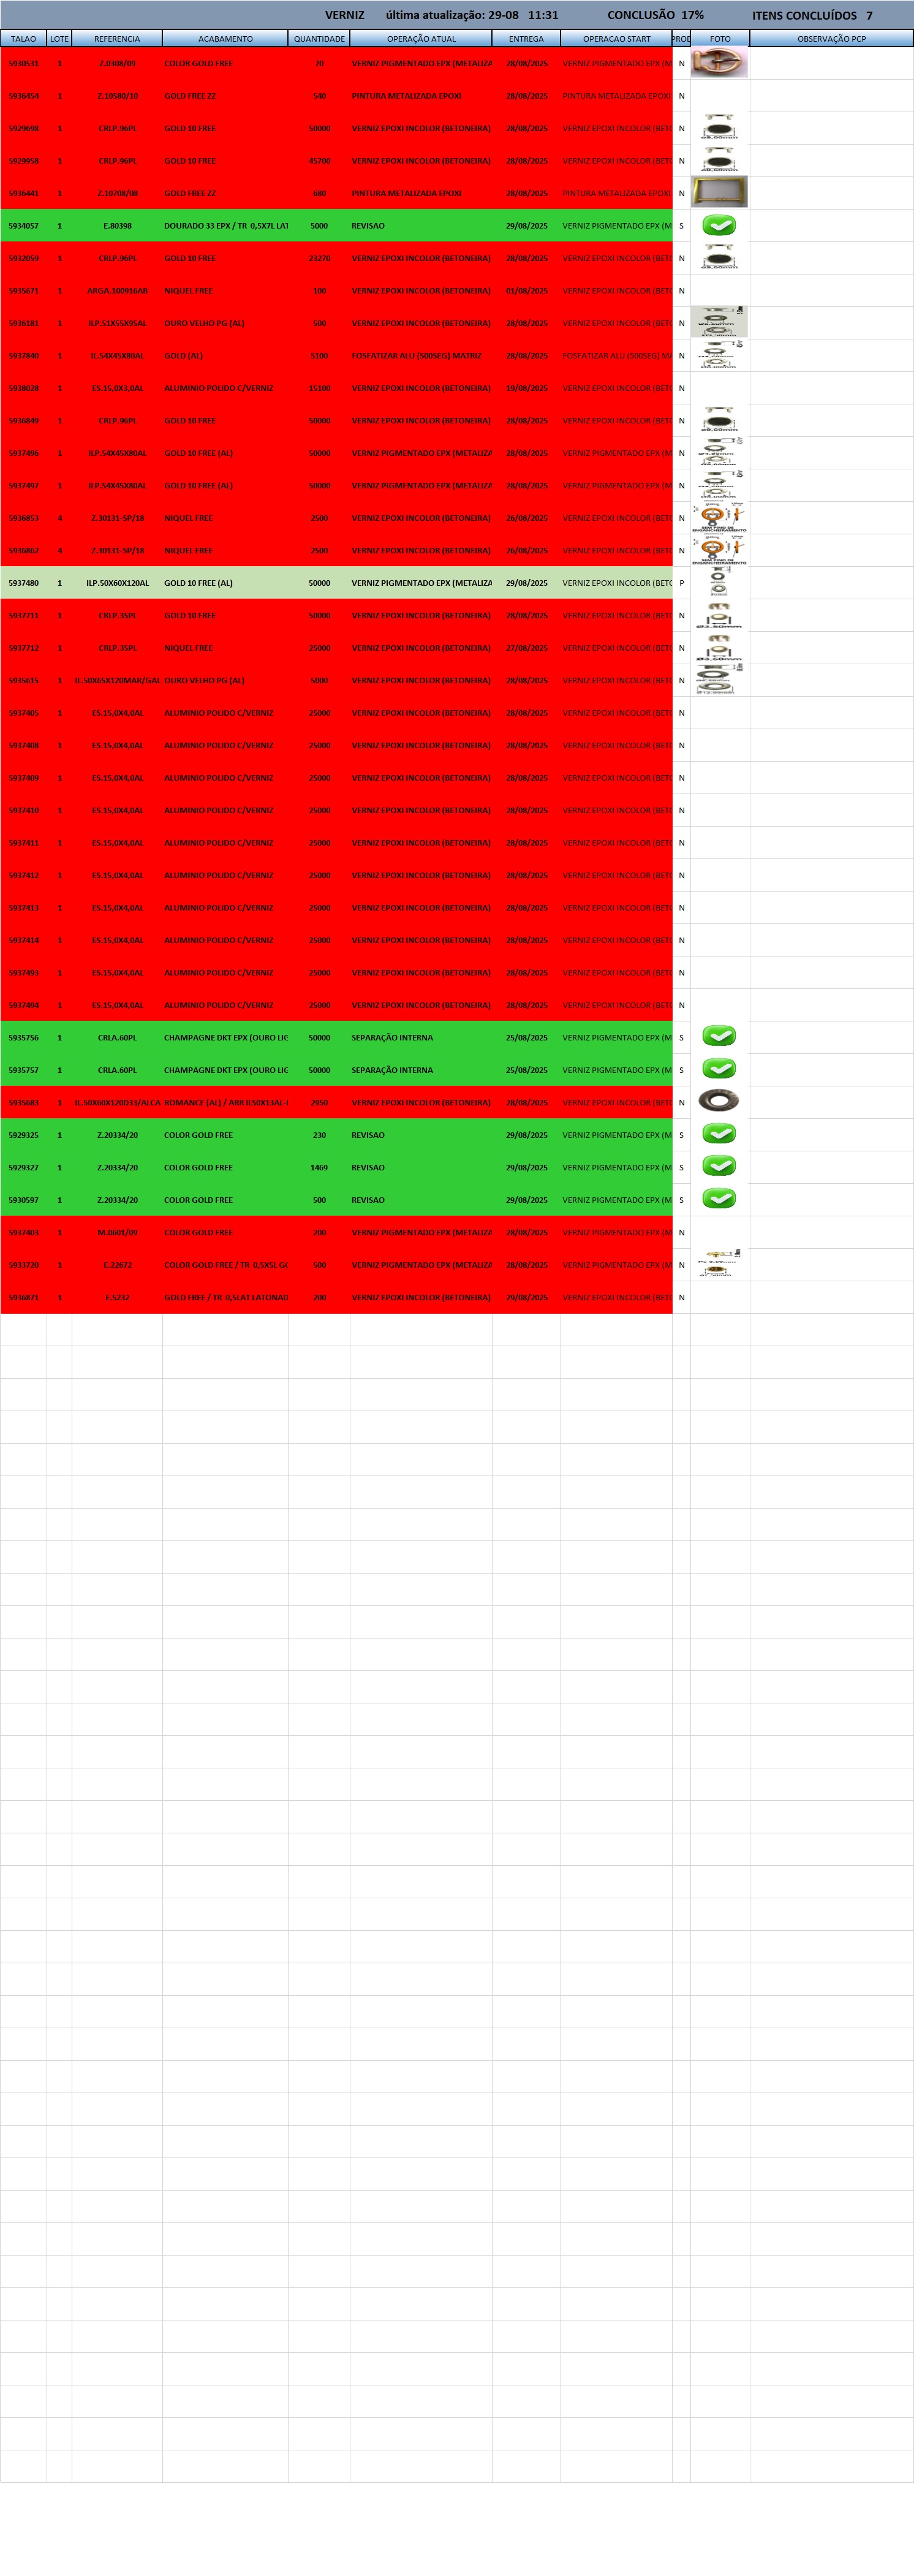 VERNIZ última atualização: 29-08 11:31 CONCLUSÃO 17% ITENS CONCLUÍDOS 7
TALAO LOTE REFERENCIA ACABAMENTO QUANTIDADE OPERAÇÃO ATUAL ENTREGA OPERACAO START PROD FOTO OBSERVAÇÃO PCP
5930531 1 Z.0308/09 COLOR GOLD FREE 70 VERNIZ PIGMENTADO EPX (METALIZA 28/08/2025 VERNIZ PIGMENTADO EPX (M N
5936454 1 Z.10580/10 GOLD FREE ZZ 540 PINTURA METALIZADA EPOXI 28/08/2025 PINTURA METALIZADA EPOXI N
5929698 1 CRLP.96PL GOLD 10 FREE 50000 VERNIZ EPOXI INCOLOR (BETONEIRA) 28/08/2025 VERNIZ EPOXI INCOLOR (BETO N
5929958 1 CRLP.96PL GOLD 10 FREE 45700 VERNIZ EPOXI INCOLOR (BETONEIRA) 28/08/2025 VERNIZ EPOXI INCOLOR (BETO N
5936441 1 Z.10708/08 GOLD FREE ZZ 680 PINTURA METALIZADA EPOXI 28/08/2025 PINTURA METALIZADA EPOXI N
5934057 1 E.80398 DOURADO 33 EPX / TR 0,5X7L LAT 5000 REVISAO 29/08/2025 VERNIZ PIGMENTADO EPX (M S
5932059 1 CRLP.96PL GOLD 10 FREE 23270 VERNIZ EPOXI INCOLOR (BETONEIRA) 28/08/2025 VERNIZ EPOXI INCOLOR (BETO N
5935671 1 ARGA.100916AR NIQUEL FREE 100 VERNIZ EPOXI INCOLOR (BETONEIRA) 01/08/2025 VERNIZ EPOXI INCOLOR (BETO N
5936181 1 ILP.51X55X95AL OURO VELHO PG (AL) 500 VERNIZ EPOXI INCOLOR (BETONEIRA) 28/08/2025 VERNIZ EPOXI INCOLOR (BETO N
5937840 1 IL.54X45X80AL GOLD (AL) 5100 FOSFATIZAR ALU (500SEG) MATRIZ 28/08/2025 FOSFATIZAR ALU (500SEG) MA N
5938028 1 ES.15,0X3,0AL ALUMINIO POLIDO C/VERNIZ 15100 VERNIZ EPOXI INCOLOR (BETONEIRA) 19/08/2025 VERNIZ EPOXI INCOLOR (BETO N
5936849 1 CRLP.96PL GOLD 10 FREE 50000 VERNIZ EPOXI INCOLOR (BETONEIRA) 28/08/2025 VERNIZ EPOXI INCOLOR (BETO N
5937496 1 ILP.54X45X80AL GOLD 10 FREE (AL) 50000 VERNIZ PIGMENTADO EPX (METALIZA 28/08/2025 VERNIZ PIGMENTADO EPX (M N
5937497 1 ILP.54X45X80AL GOLD 10 FREE (AL) 50000 VERNIZ PIGMENTADO EPX (METALIZA 28/08/2025 VERNIZ PIGMENTADO EPX (M N
5936853 4 Z.30131-SP/18 NIQUEL FREE 2500 VERNIZ EPOXI INCOLOR (BETONEIRA) 26/08/2025 VERNIZ EPOXI INCOLOR (BETO N SEM PINO DE ENGANCHEIRAMENTO
5936862 4 Z.30131-SP/18 NIQUEL FREE 2500 VERNIZ EPOXI INCOLOR (BETONEIRA) 26/08/2025 VERNIZ EPOXI INCOLOR (BETO N SEM PINO DE ENGANCHEIRAMENTO
5937480 1 ILP.50X60X120AL GOLD 10 FREE (AL) 50000 VERNIZ PIGMENTADO EPX (METALIZA 29/08/2025 VERNIZ EPOXI INCOLOR (BETO P
5937711 1 CRLP.35PL GOLD 10 FREE 50000 VERNIZ EPOXI INCOLOR (BETONEIRA) 28/08/2025 VERNIZ EPOXI INCOLOR (BETO N
5937712 1 CRLP.35PL NIQUEL FREE 25000 VERNIZ EPOXI INCOLOR (BETONEIRA) 27/08/2025 VERNIZ EPOXI INCOLOR (BETO N
5935615 1 IL.50X65X120MAR/GAL OURO VELHO PG (AL) 5000 VERNIZ EPOXI INCOLOR (BETONEIRA) 28/08/2025 VERNIZ EPOXI INCOLOR (BETO N
5937405 1 ES.15,0X4,0AL ALUMINIO POLIDO C/VERNIZ 25000 VERNIZ EPOXI INCOLOR (BETONEIRA) 28/08/2025 VERNIZ EPOXI INCOLOR (BETO N
5937408 1 ES.15,0X4,0AL ALUMINIO POLIDO C/VERNIZ 25000 VERNIZ EPOXI INCOLOR (BETONEIRA) 28/08/2025 VERNIZ EPOXI INCOLOR (BETO N
5937409 1 ES.15,0X4,0AL ALUMINIO POLIDO C/VERNIZ 25000 VERNIZ EPOXI INCOLOR (BETONEIRA) 28/08/2025 VERNIZ EPOXI INCOLOR (BETO N
5937410 1 ES.15,0X4,0AL ALUMINIO POLIDO C/VERNIZ 25000 VERNIZ EPOXI INCOLOR (BETONEIRA) 28/08/2025 VERNIZ EPOXI INCOLOR (BETO N
5937411 1 ES.15,0X4,0AL ALUMINIO POLIDO C/VERNIZ 25000 VERNIZ EPOXI INCOLOR (BETONEIRA) 28/08/2025 VERNIZ EPOXI INCOLOR (BETO N
5937412 1 ES.15,0X4,0AL ALUMINIO POLIDO C/VERNIZ 25000 VERNIZ EPOXI INCOLOR (BETONEIRA) 28/08/2025 VERNIZ EPOXI INCOLOR (BETO N
5937413 1 ES.15,0X4,0AL ALUMINIO POLIDO C/VERNIZ 25000 VERNIZ EPOXI INCOLOR (BETONEIRA) 28/08/2025 VERNIZ EPOXI INCOLOR (BETO N
5937414 1 ES.15,0X4,0AL ALUMINIO POLIDO C/VERNIZ 25000 VERNIZ EPOXI INCOLOR (BETONEIRA) 28/08/2025 VERNIZ EPOXI INCOLOR (BETO N
5937493 1 ES.15,0X4,0AL ALUMINIO POLIDO C/VERNIZ 25000 VERNIZ EPOXI INCOLOR (BETONEIRA) 28/08/2025 VERNIZ EPOXI INCOLOR (BETO N
5937494 1 ES.15,0X4,0AL ALUMINIO POLIDO C/VERNIZ 25000 VERNIZ EPOXI INCOLOR (BETONEIRA) 28/08/2025 VERNIZ EPOXI INCOLOR (BETO N
5935756 1 CRLA.60PL CHAMPAGNE DKT EPX (OURO LIG 50000 SEPARAÇÃO INTERNA 25/08/2025 VERNIZ PIGMENTADO EPX (M S
5935757 1 CRLA.60PL CHAMPAGNE DKT EPX (OURO LIG 50000 SEPARAÇÃO INTERNA 25/08/2025 VERNIZ PIGMENTADO EPX (M S
5935683 1 IL.50X60X120D33/ALCA ROMANCE (AL) / ARR IL50X13AL- 2950 VERNIZ EPOXI INCOLOR (BETONEIRA) 28/08/2025 VERNIZ EPOXI INCOLOR (BETO N
5929325 1 Z.20334/20 COLOR GOLD FREE 230 REVISAO 29/08/2025 VERNIZ PIGMENTADO EPX (M S
5929327 1 Z.20334/20 COLOR GOLD FREE 1469 REVISAO 29/08/2025 VERNIZ PIGMENTADO EPX (M S
5930597 1 Z.20334/20 COLOR GOLD FREE 500 REVISAO 29/08/2025 VERNIZ PIGMENTADO EPX (M S
5937403 1 M.0601/09 COLOR GOLD FREE 200 VERNIZ PIGMENTADO EPX (METALIZA 28/08/2025 VERNIZ PIGMENTADO EPX (M N
5933720 1 E.22672 COLOR GOLD FREE / TR 0,5X5L GO 500 VERNIZ PIGMENTADO EPX (METALIZA 28/08/2025 VERNIZ PIGMENTADO EPX (M N
5936871 1 E.5232 GOLD FREE / TR 0,5LAT LATONAD 200 VERNIZ EPOXI INCOLOR (BETONEIRA) 29/08/2025 VERNIZ EPOXI INCOLOR (BETO N